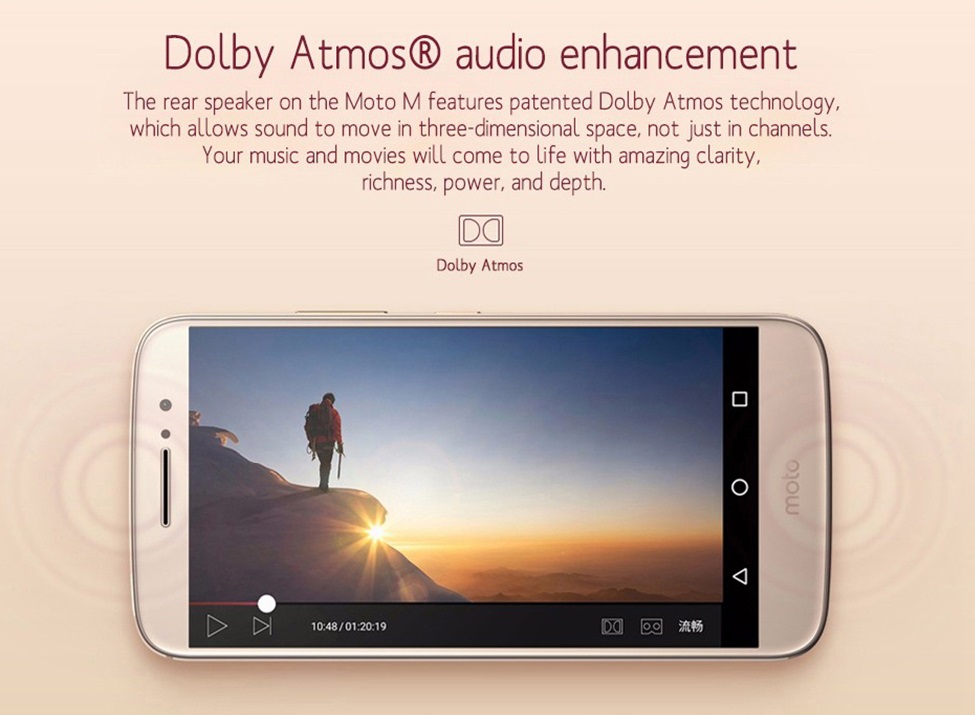 Dolby Atmos® audio enhancement
The rear speaker on the Moto M features patented Dolby Atmos technology,
which allows sound to move in three-dimensional space, not just in channels.
Your music and movies will come to life with amazing clarity,
richness, power, and depth.
Dolby Atmos
moto
10:48/01:20:19
流畅